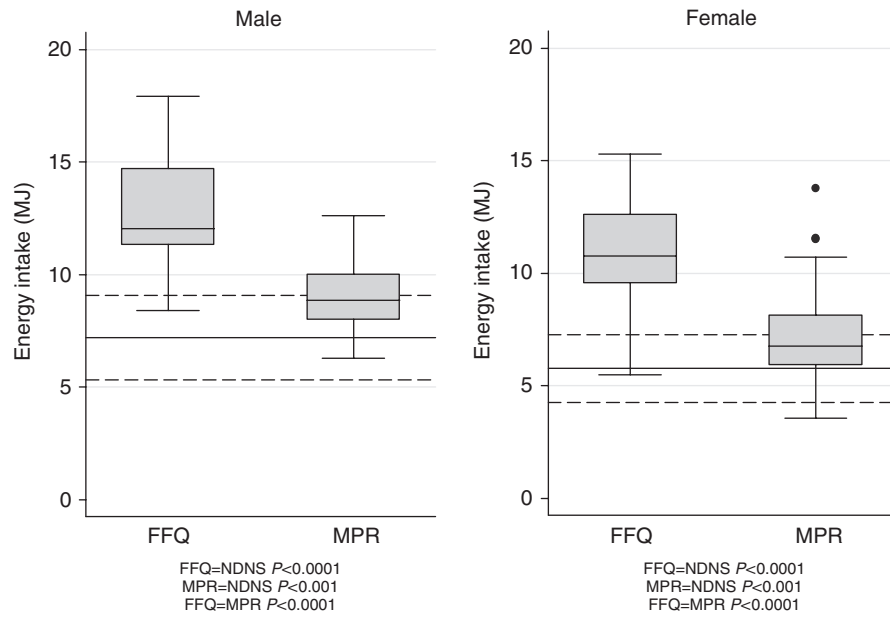 Male
Energy intake (MJ)
20
15
10
5
0
FFQ MPR
FFQ=NDNS P<0.0001
MPR=NDNS P<0.001
FFQ=MPR P<0.0001
Female
Energy intake (MJ)
20
15
10
5
0
FFQ MPR
FFQ=NDNS P<0.0001
MPR=NDNS P<0.001
FFQ=MPR P<0.0001